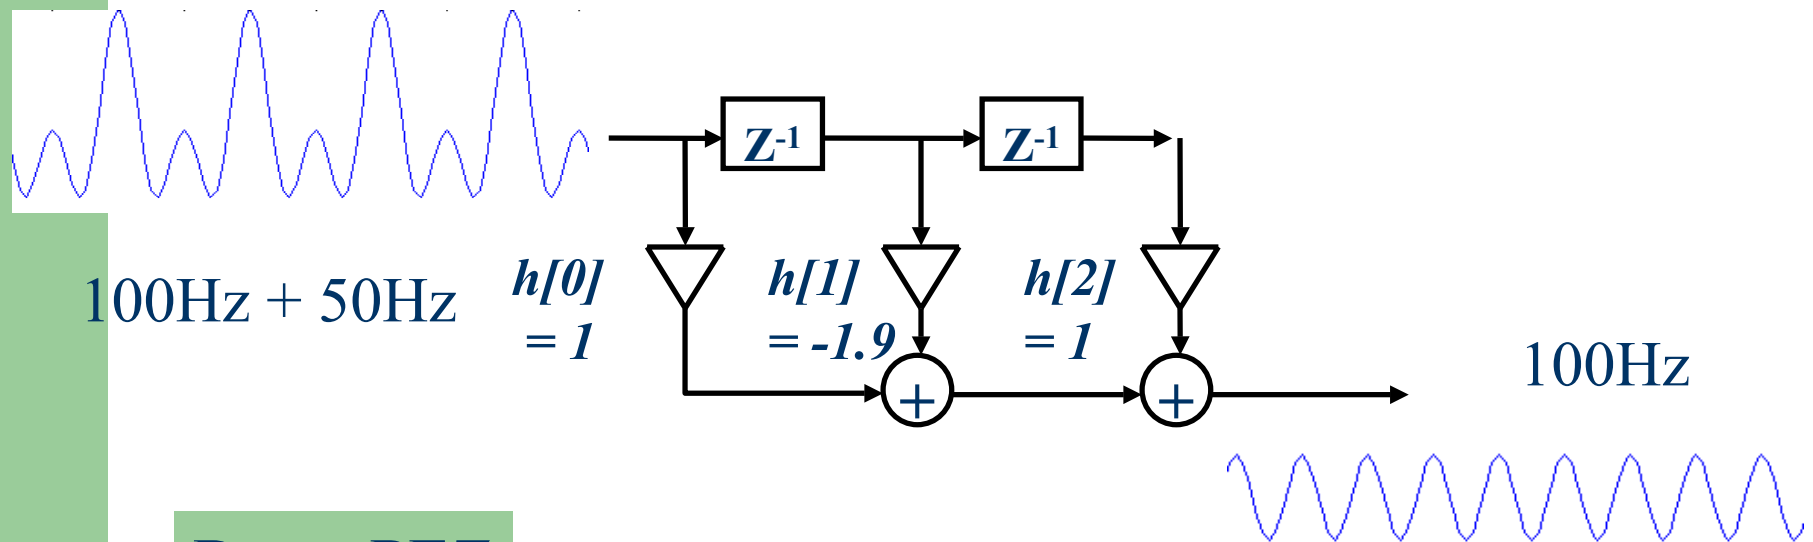 Z-1
Z-1
h[0]
= 1
h[1]
= -1.9
h[2]
= 1
100Hz + 50Hz
100Hz
+
+